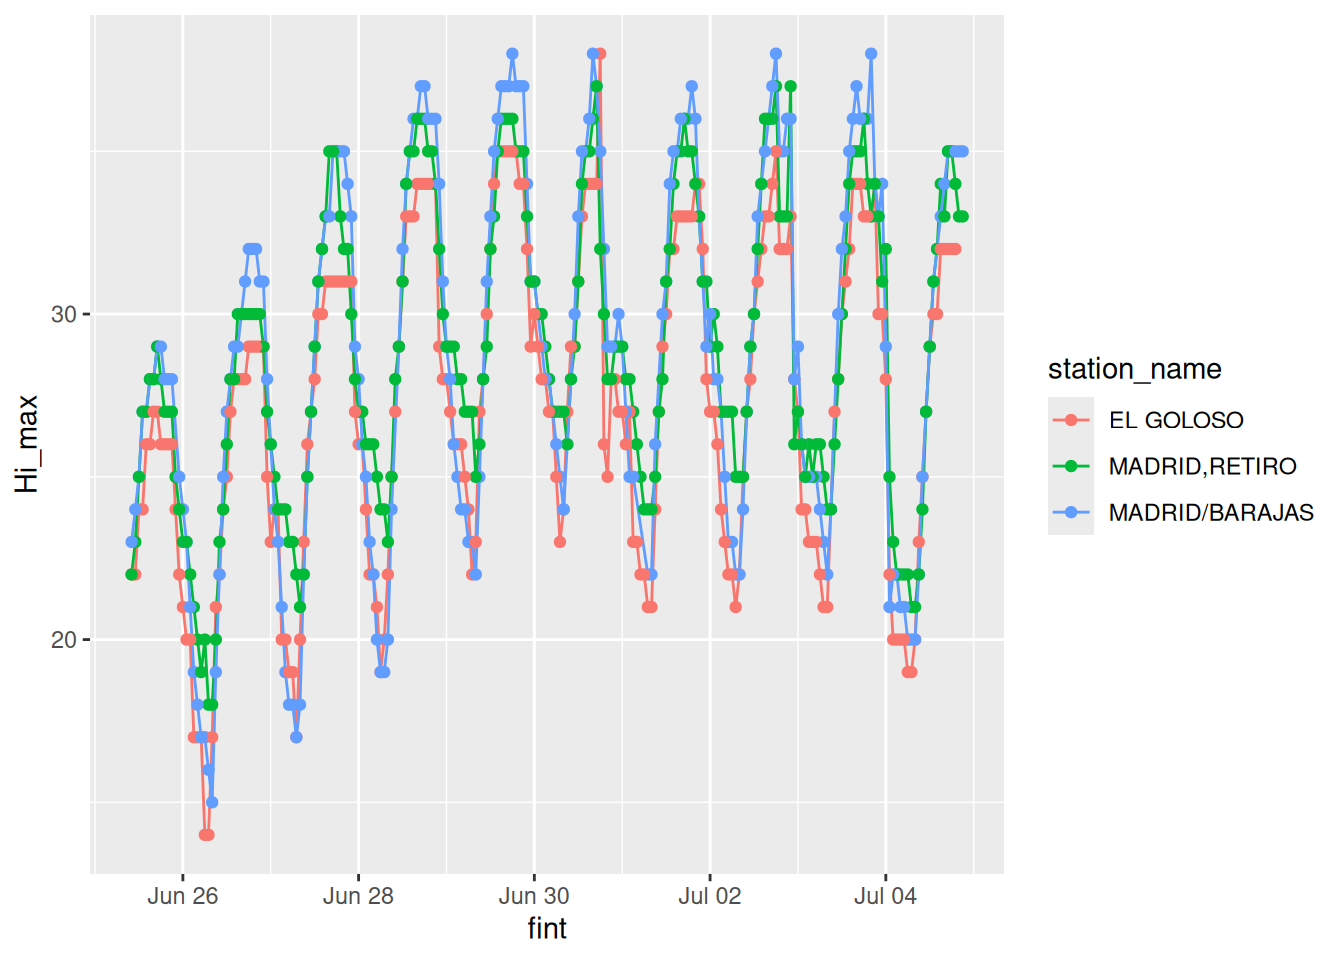 Hi_max
30
20
Jun 26
Jun 28
Jun 30
Jul 02
Jul 04
fint
station_name
EL GOLOSO
MADRID,RETIRO
MADRID/BARAJAS